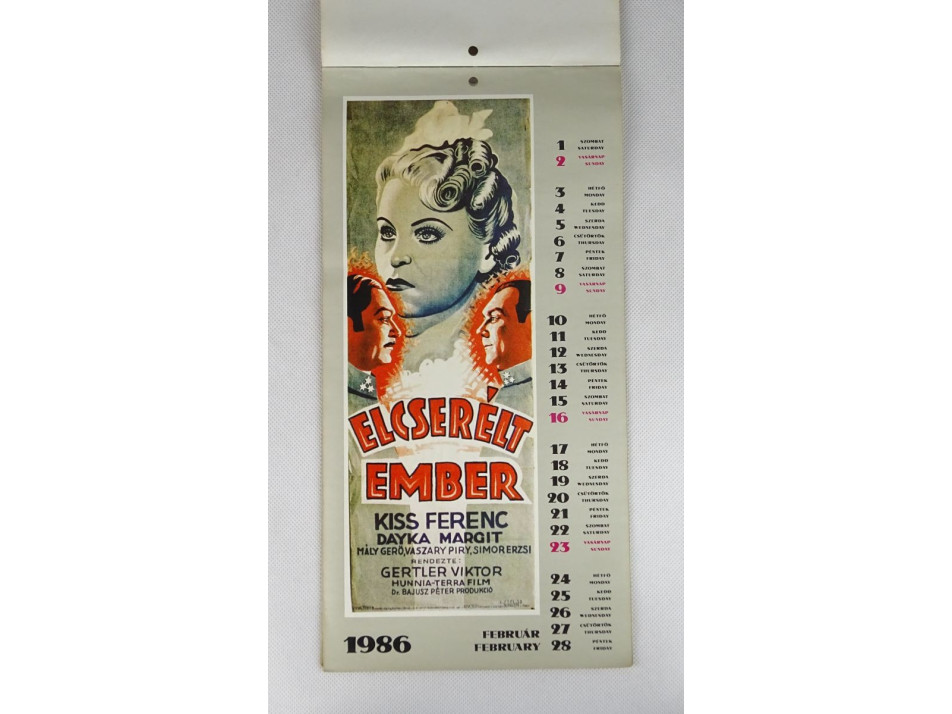 ELCSERÉLT
EMBER
KISS FERENC
DAYKA MARGIT
MÁLY GERŐ, VASZARY PIRY, SIMOR ERZSI
RENDEZTE:
GERTLER VIKTOR
HUNNIA-TERRA FILM
Dr. BAJUSZ PÉTER PRODUKCIÓ
1986
FEBRUÁR
FEBRUARY
1 SZOMBAT
SATURDAY
2 VASÁRNAP
SUNDAY
3 HÉTFŐ
MONDAY
4 KEDD
TUESDAY
5 SZERDA
WEDNESDAY
6 CSÜTÖRTÖK
THURSDAY
7 PÉNTEK
FRIDAY
8 SZOMBAT
SATURDAY
9 VASÁRNAP
SUNDAY
10 HÉTFŐ
MONDAY
11 KEDD
TUESDAY
12 SZERDA
WEDNESDAY
13 CSÜTÖRTÖK
THURSDAY
14 PÉNTEK
FRIDAY
15 SZOMBAT
SATURDAY
16 VASÁRNAP
SUNDAY
17 HÉTFŐ
MONDAY
18 KEDD
TUESDAY
19 SZERDA
WEDNESDAY
20 CSÜTÖRTÖK
THURSDAY
21 PÉNTEK
FRIDAY
22 SZOMBAT
SATURDAY
23 VASÁRNAP
SUNDAY
24 HÉTFŐ
MONDAY
25 KEDD
TUESDAY
26 SZERDA
WEDNESDAY
27 CSÜTÖRTÖK
THURSDAY
28 PÉNTEK
FRIDAY